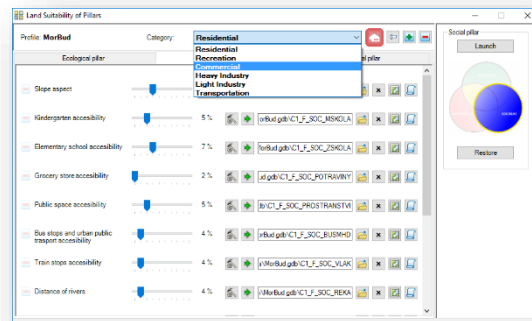 Land Suitability of Pillars
Profile: MorBud
Category:
Residential
Residential
Recreation
Commercial
Heavy Industry
Light Industry
Transportation
Ecological pillar
pillar
Slope aspect
Kindergarten accesibility
5 %
orBud.gdb\C1_F_SOC_MSKOLA
Elementary school accesibility
7 %
orBud.gdb\C1_F_SOC_ZSKOLA
Grocery store accesibility
2 %
.gdb\C1_F_SOC_POTRAVINY
Public space accesibility
5 %
\C1_F_SOC_PROSTRANSTVI
Bus stops and urban public
trasport accesibility
4 %
rBud.gdb\C1_F_SOC_BUSMHD
Train stops accesibility
4 %
\MorBud.gdb\C1_F_SOC_VLAK
Distance of rivers
4 %
\MorBud.gdb\C1_F_SOC_REKA
Social pillar
Launch
Restore